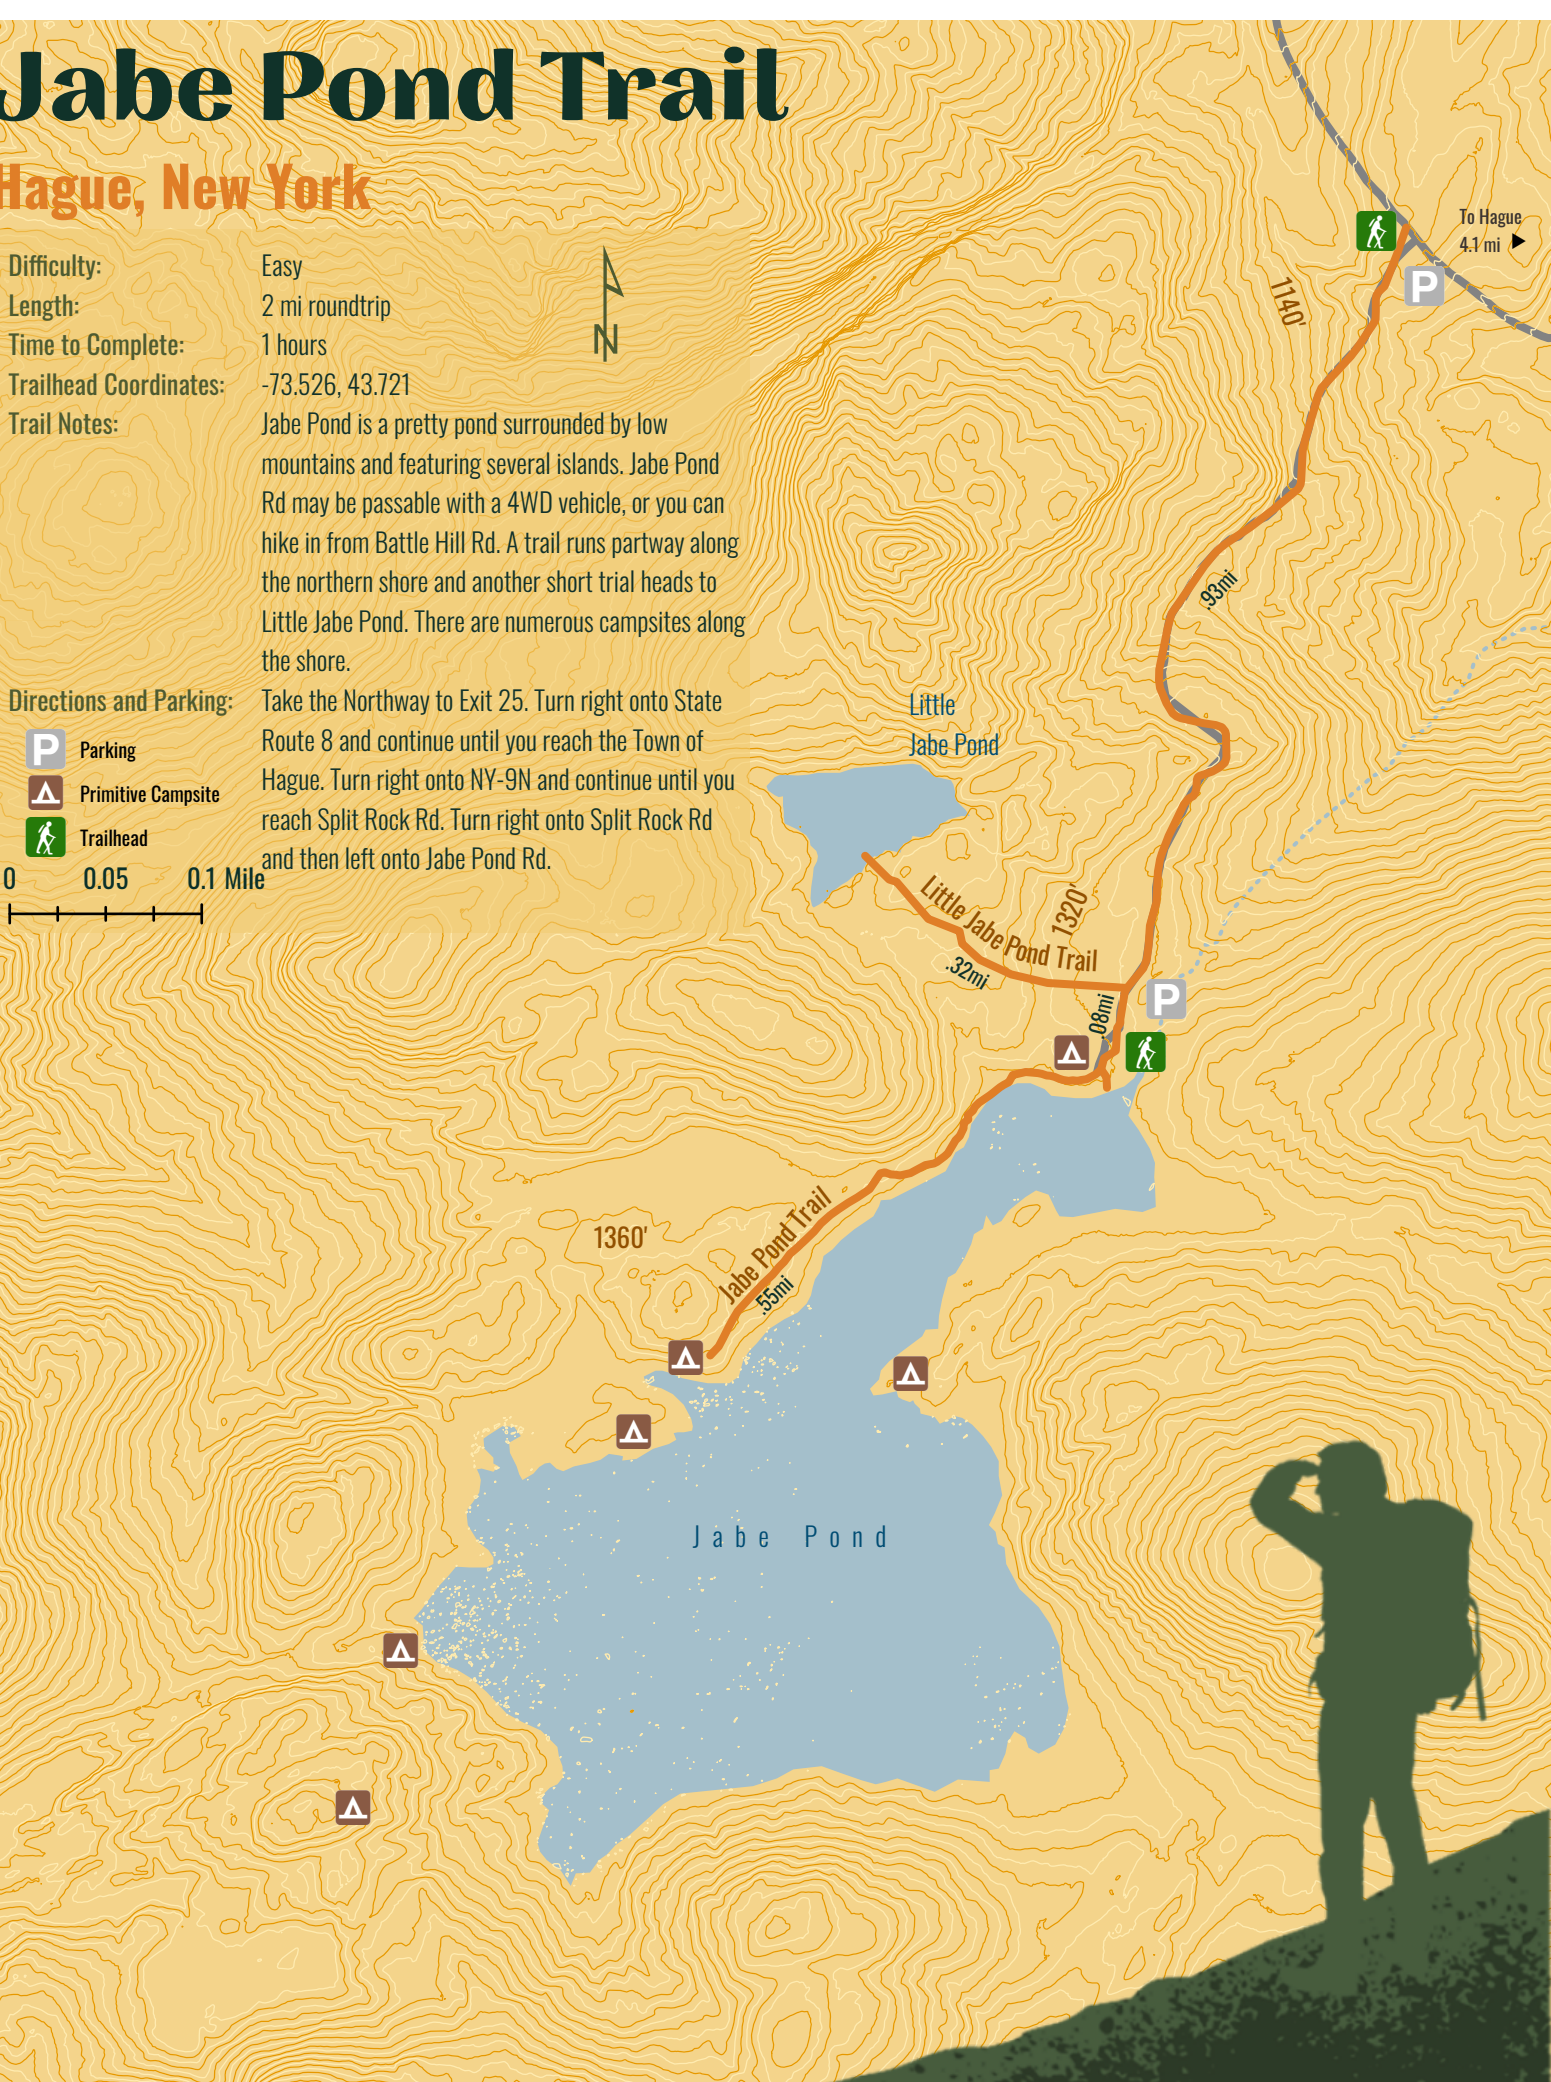 Jabe Pond Trail
Hague, New York
Difficulty: Easy
Length: 2 mi roundtrip
Time to Complete: 1 hours
Trailhead Coordinates: -73.526, 43.721
Trail Notes: Jabe Pond is a pretty pond surrounded by low
mountains and featuring several islands. Jabe Pond
Rd may be passable with a 4WD vehicle, or you can
hike in from Battle Hill Rd. A trail runs partway along
the northern shore and another short trial heads to
Little Jabe Pond. There are numerous campsites along
the shore.
Directions and Parking: Take the Northway to Exit 25. Turn right onto State
Route 8 and continue until you reach the Town of
Hague. Turn right onto NY-9N and continue until you
reach Split Rock Rd. Turn right onto Split Rock Rd
and then left onto Jabe Pond Rd.
P Parking
Primitive Campsite
Trailhead
0 0.05 0.1 Mile
N
To Hague
4.1 mi
P
1140'
.93mi
Little
Jabe Pond
1320'
Little Jabe Pond Trail
.32mi
P
.08mi
1360'
Jabe Pond Trail
.55mi
Jabe Pond